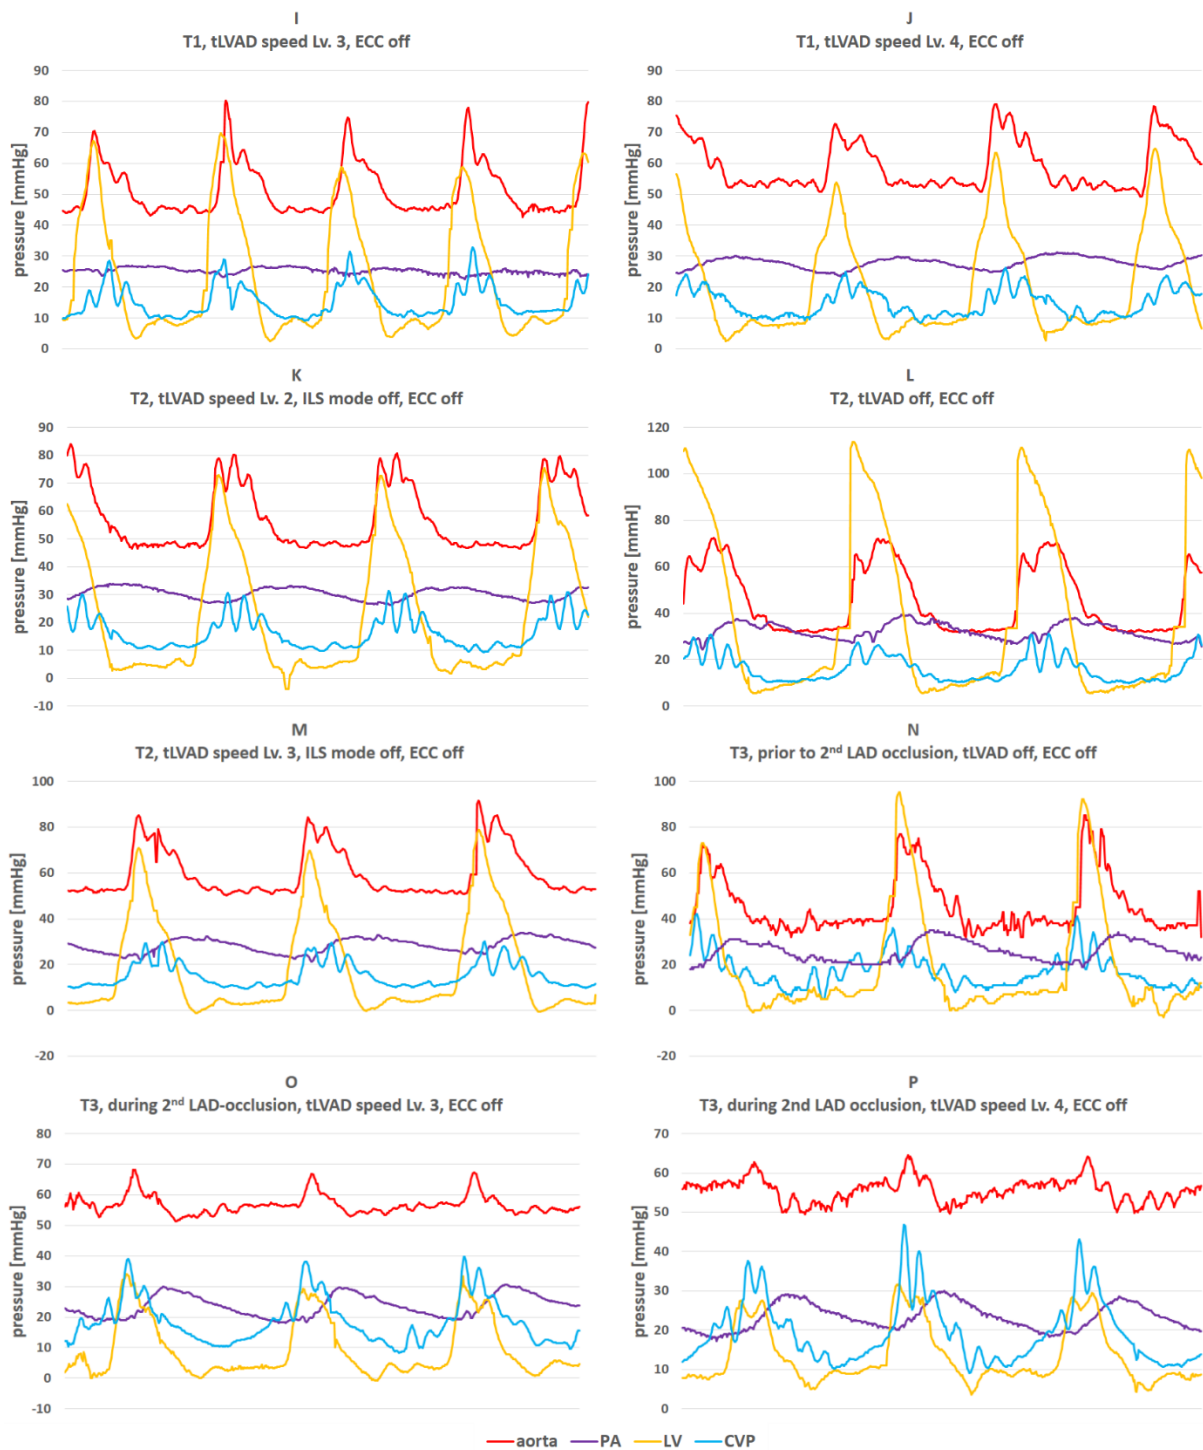 I
T1, tLVAD speed Lv. 3, ECC off
pressure [mmHg]
90
80
70
60
50
40
30
20
10
0
J
T1, tLVAD speed Lv. 4, ECC off
pressure [mmHg]
90
80
70
60
50
40
30
20
10
0
K
T2, tLVAD speed Lv. 2, ILS mode off, ECC off
pressure [mmHg]
90
80
70
60
50
40
30
20
10
0
-10
L
T2, tLVAD off, ECC off
pressure [mmH]
120
100
80
60
40
20
0
M
T2, tLVAD speed Lv. 3, ILS mode off, ECC off
pressure [mmHg]
100
80
60
40
20
0
-20
N
T3, prior to 2nd LAD occlusion, tLVAD off, ECC off
pressure [mmHg]
100
80
60
40
20
0
-20
O
T3, during 2nd LAD-occlusion, tLVAD speed Lv. 3, ECC off
pressure [mmHg]
80
70
60
50
40
30
20
10
0
-10
P
T3, during 2nd LAD occlusion, tLVAD speed Lv. 4, ECC off
pressure [mmHg]
70
60
50
40
30
20
10
0
aorta PA LV CVP